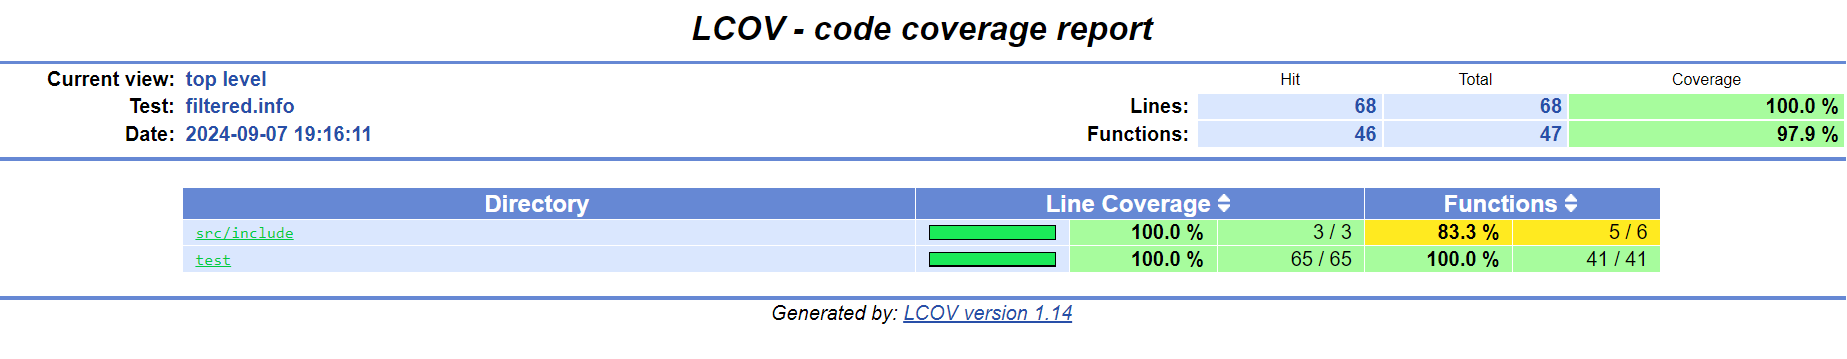 LCOV - code coverage report
Current view: top level Hit Total Coverage
Test: filtered.info Lines: 68 68 100.0 %
Date: 2024-09-07 19:16:11 Functions: 46 47 97.9 %
Directory Line Coverage Functions
src/include 100.0 % 3 / 3 83.3 % 5 / 6
test 100.0 % 65 / 65 100.0 % 41 / 41
Generated by: LCOV version 1.14